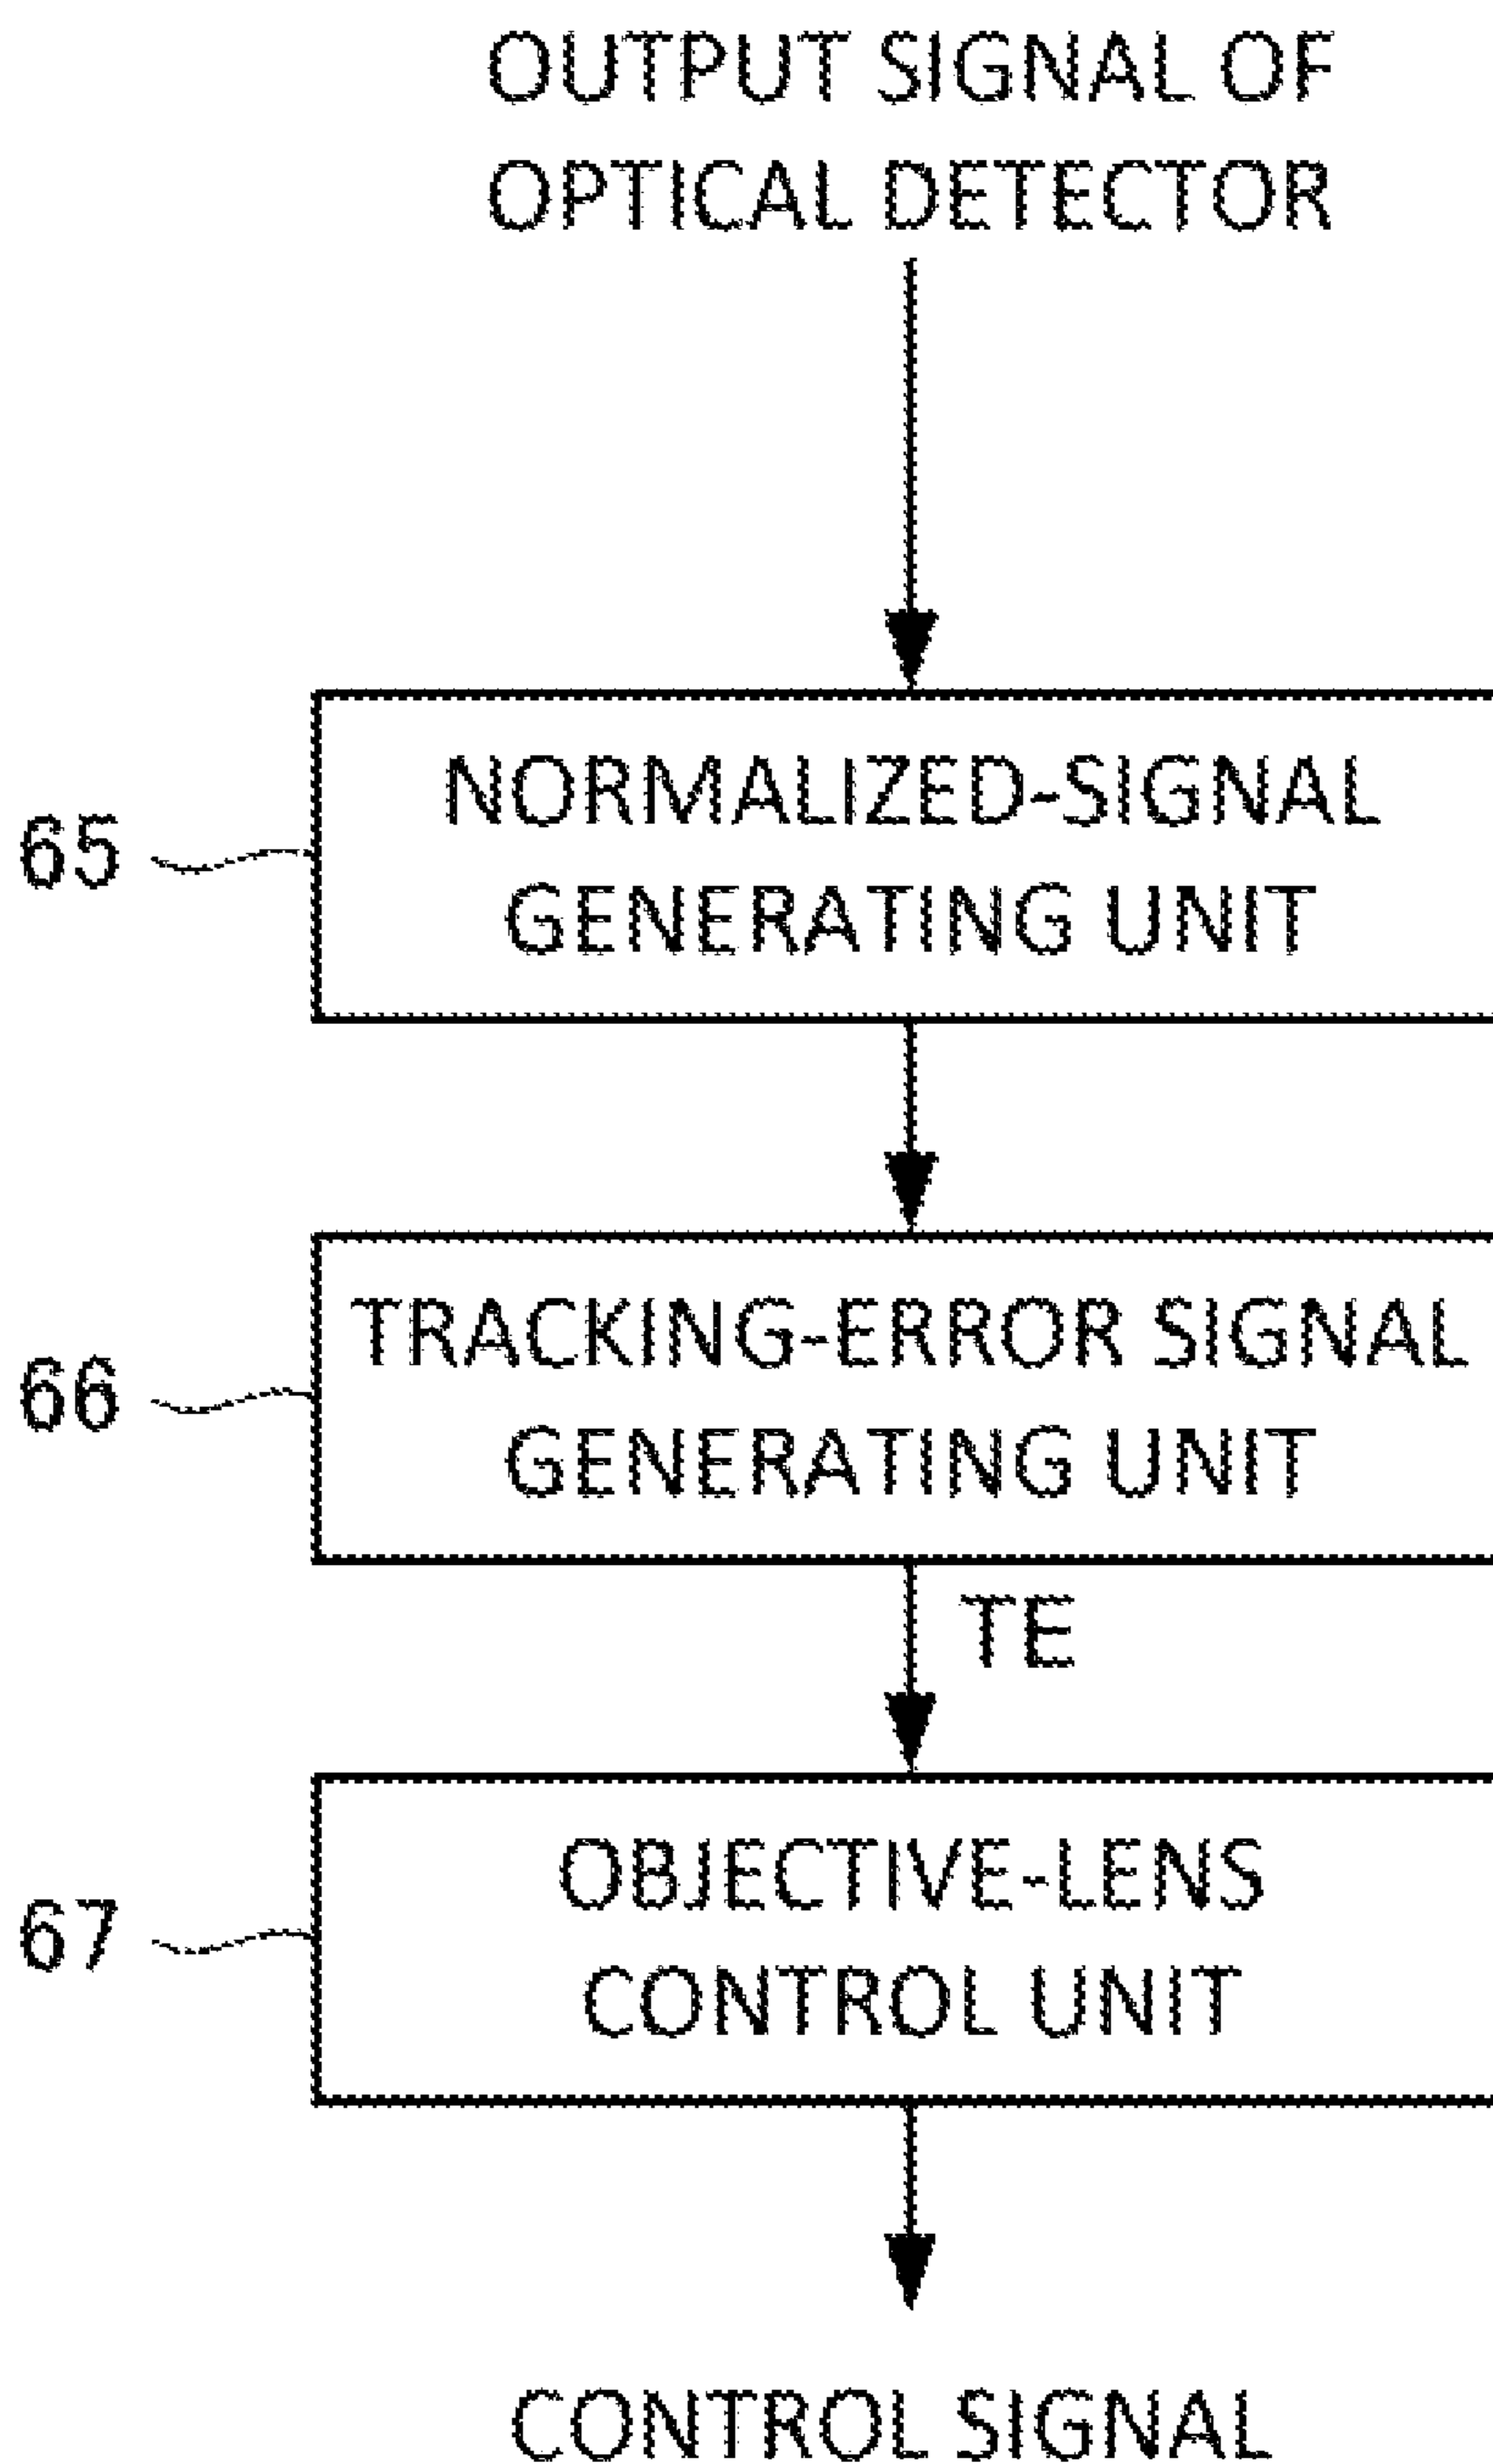 OUTPUT SIGNAL OF
OPTICAL DETECTOR
65
NORMALIZED-SIGNAL
GENERATING UNIT
66
TRACKING-ERROR SIGNAL
GENERATING UNIT
TE
67
OBJECTIVE-LENS
CONTROL UNIT
CONTROL SIGNAL